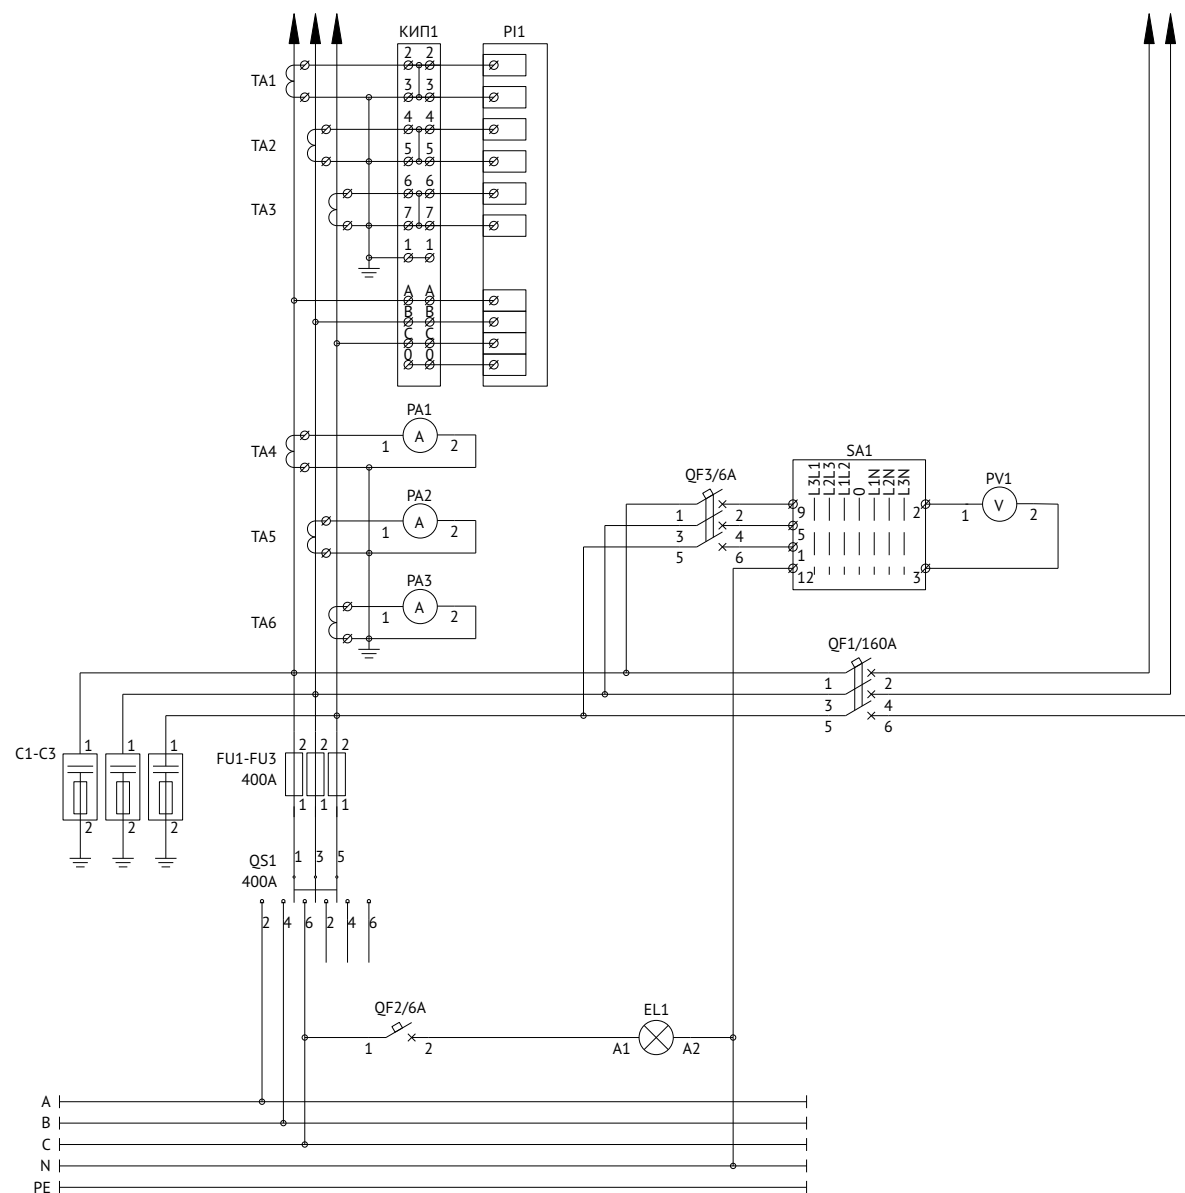 КИП1 PI1
2 2
TA1
3 3
4 4
TA2
5 5
6 6
TA3
7 7
1 1
A A
B B
C C
0 0
PA1
A
1 2
TA4
PA2
A
1 2
TA5
PA3
A
1 2
TA6
SA1
QF3/6A
L3L1 L2L3 L1L2 O L1N L2N L3N
PV1
V
1 2
1 2
3 4
5 6
9 2
5
1
12 3
QF1/160A
1 2
3 4
5 6
C1-C3
1 1 1
2 2 2
FU1-FU3
400A
2 2 2
1 1 1
QS1
400A
1 3 5
2 4 6 2 4 6
QF2/6A
1 2
EL1
A1 A2
A
B
C
N
PE